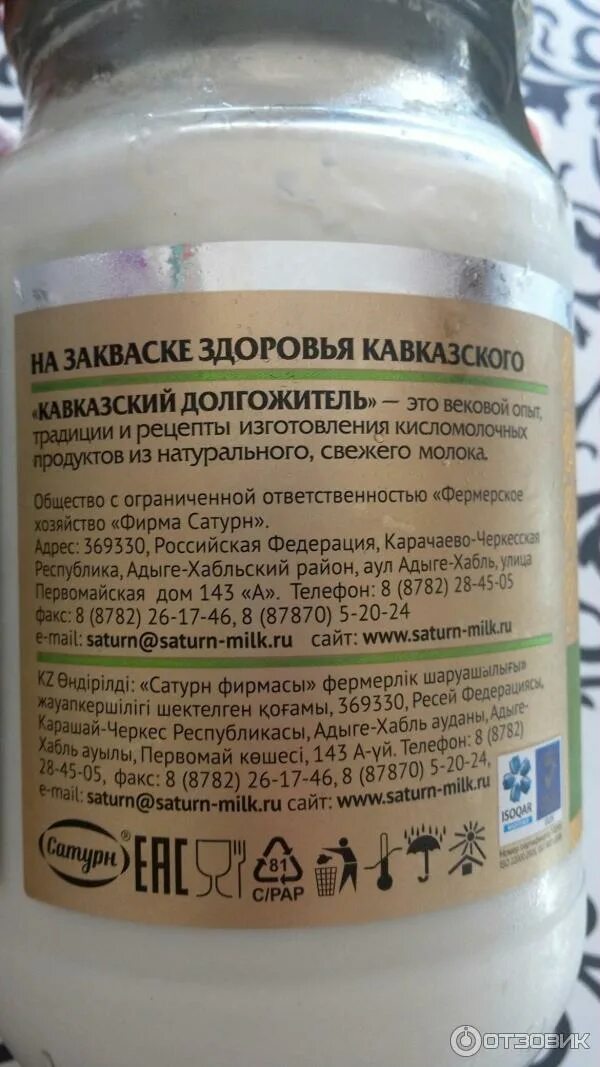 НА ЗАКВАСКЕ ЗДОРОВЬЯ КАВКАЗСКОГО
«КАВКАЗСКИЙ ДОЛГОЖИТЕЛЬ» — это вековой опыт,
традиции и рецепты изготовления кисломолочных
продуктов из натурального, свежего молока.
Общество с ограниченной ответственностью «Фермерское
хозяйство «Фирма Сатурн».
Адрес: 369330, Российская Федерация, Карачаево-Черкесская
Республика, Адыге-Хабльский район, аул Адыге-Хабль, улица
Первомайская дом 143 «А». Телефон: 8 (8782) 28-45-05
факс: 8 (8782) 26-17-46, 8 (87870) 5-20-24
e-mail: saturn@saturn-milk.ru сайт: www.saturn-milk.ru
KZ Өндірілді: «Сатурн фирмасы» фермерлік шаруашылығы»
жауапкершілігі шектелген қоғамы, 369330, Ресей Федерациясы,
Карашай-Черкес Республикасы, Адыге-Хабль ауданы, Адыге-
Хабль ауылы, Первомай көшесі, 143 А-үй. Телефон: 8 (8782)
28-45-05, факс: 8 (8782) 26-17-46, 8 (87870) 5-20-24,
e-mail: saturn@saturn-milk.ru сайт: www.saturn-milk.ru
ISOQAR
Сатурн® EAC 81
C/PAP
ОТЗОВИК